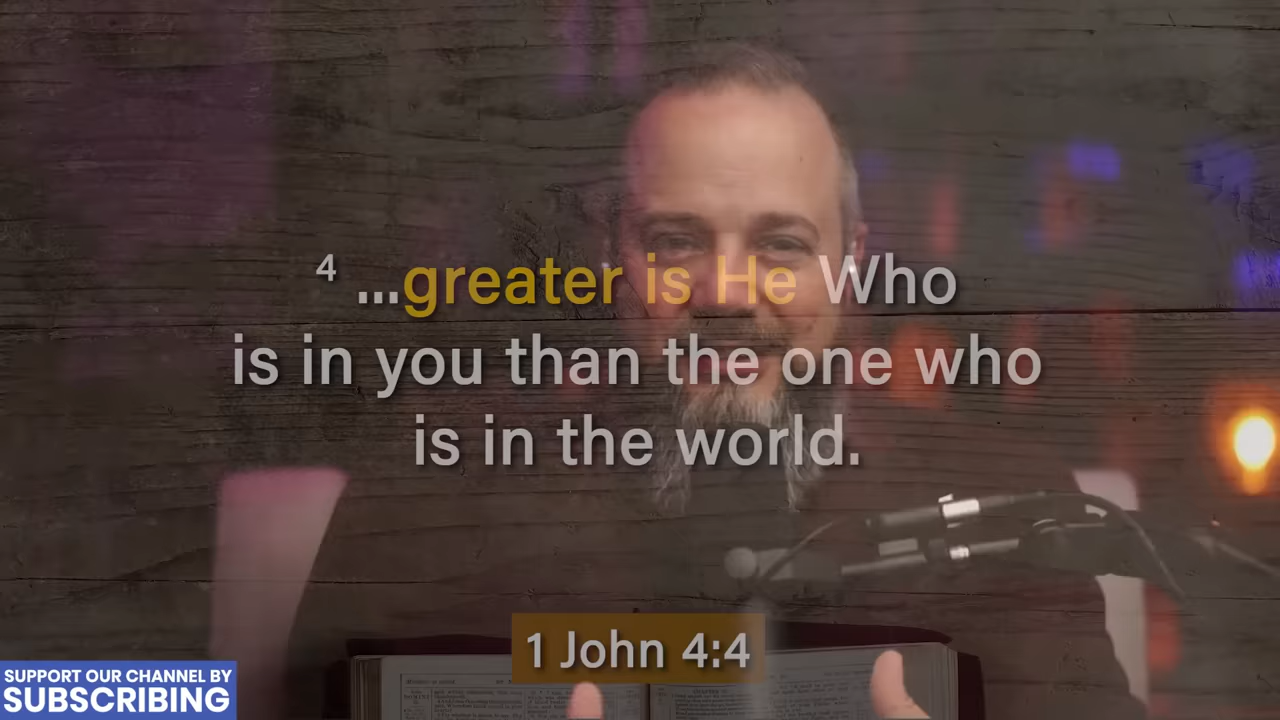 4 ...greater is He Who
is in you than the one who
is in the world.
1 John 4:4
SUPPORT OUR CHANNEL BY
SUBSCRIBING